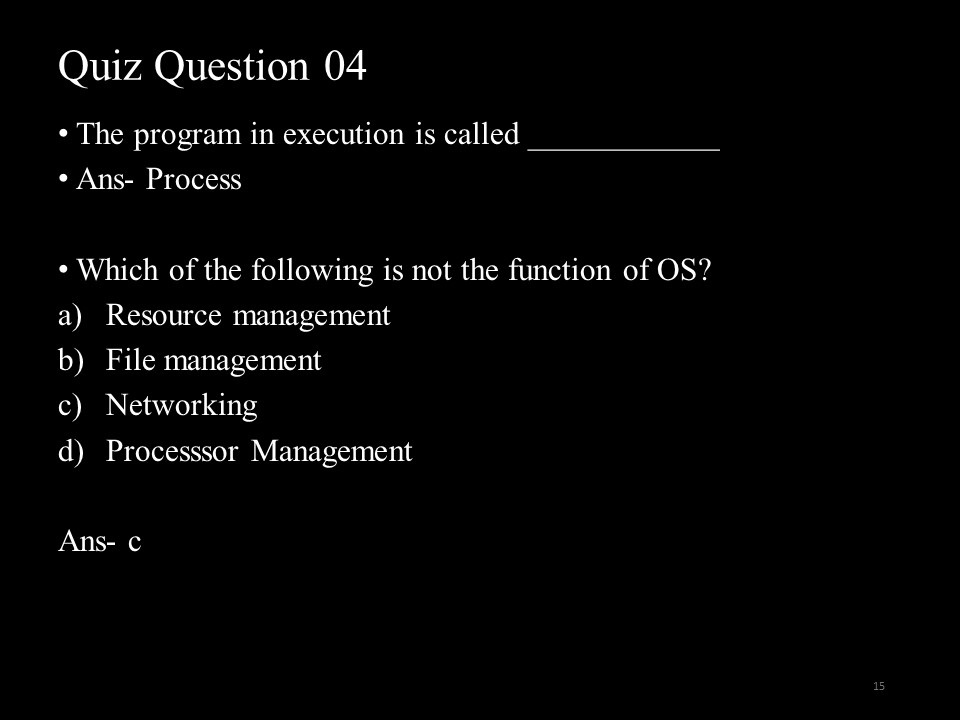 Quiz Question 04
• The program in execution is called ____________
• Ans- Process
• Which of the following is not the function of OS?
a) Resource management
b) File management
c) Networking
d) Processsor Management
Ans- c
15